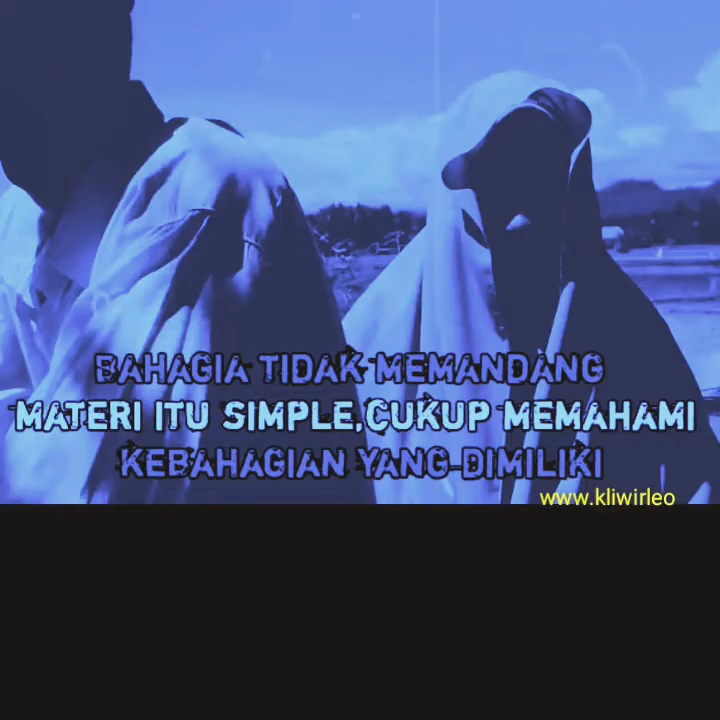 BAHAGIA TIDAK MEMANDANG
MATERI ITU SIMPLE,CUKUP MEMAHAMI
KEBAHAGIAN YANG DIMILIKI
www.kliwirleo